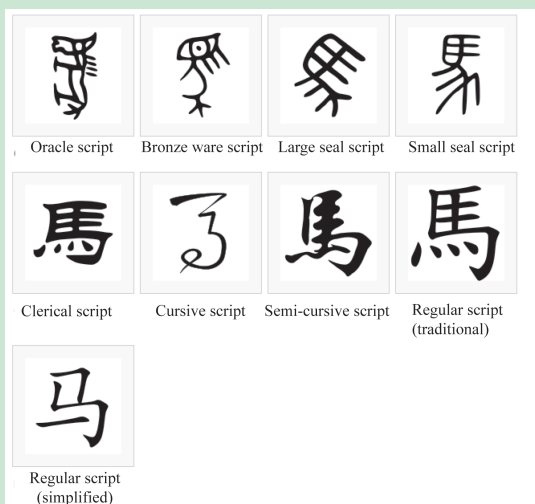 Oracle script
Bronze ware script
Large seal script
Small seal script
馬
馬
馬
馬
Clerical script
Cursive script
Semi-cursive script
Regular script
(traditional)
马
Regular script
(simplified)